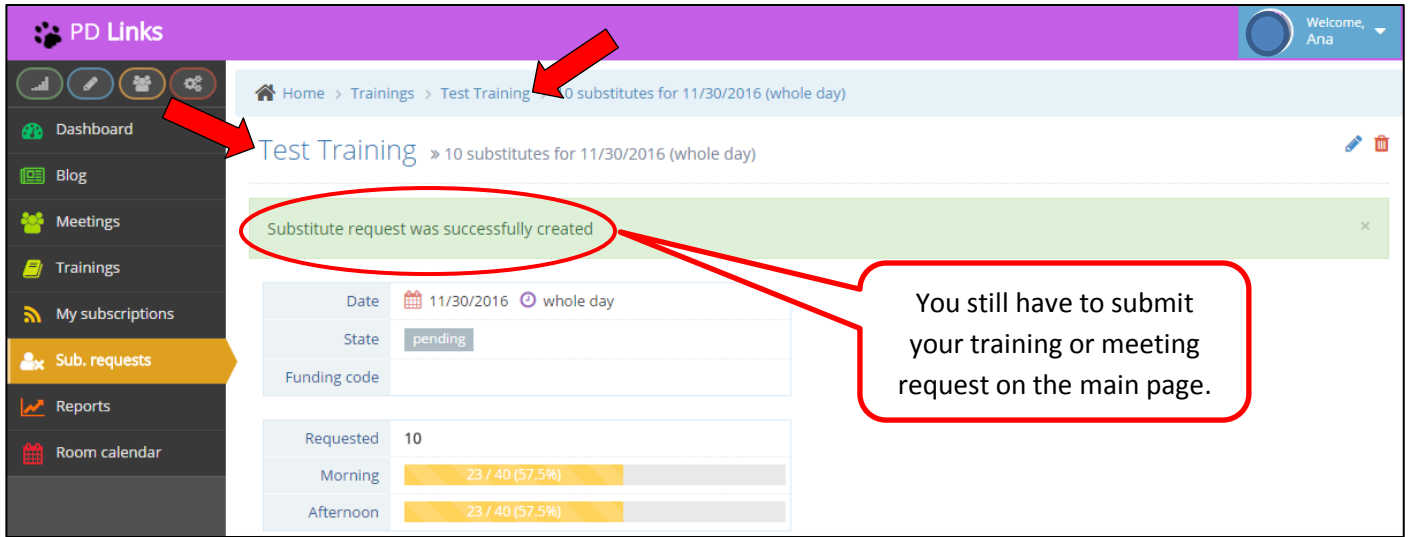 PD Links
Welcome,
Ana
Home > Trainings > Test Training > 10 substitutes for 11/30/2016 (whole day)
Dashboard
Test Training » 10 substitutes for 11/30/2016 (whole day)
Blog
Meetings
Substitute request was successfully created ×
Trainings
Date 11/30/2016 whole day
My subscriptions
State pending
Sub. requests
Funding code
Reports
Requested 10
Room calendar
Morning 23 / 40 (57.5%)
Afternoon 23 / 40 (57.5%)
You still have to submit
your training or meeting
request on the main page.